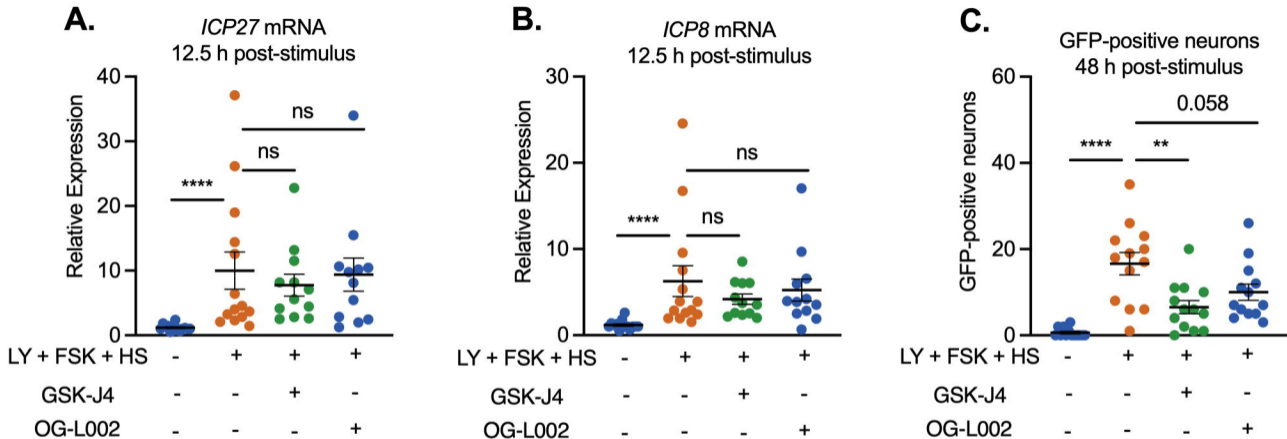 A.
ICP27 mRNA
12.5 h post-stimulus
Relative Expression
40
30
20
10
0
****
ns
ns
LY + FSK + HS - + + +
GSK-J4 - - + -
OG-L002 - - - +
B.
ICP8 mRNA
12.5 h post-stimulus
Relative Expression
30
20
10
0
****
ns
ns
LY + FSK + HS - + + +
GSK-J4 - - + -
OG-L002 - - - +
C.
GFP-positive neurons
48 h post-stimulus
GFP-positive neurons
60
40
20
0
0.058
****
**
LY + FSK + HS - + + +
GSK-J4 - - + -
OG-L002 - - - +